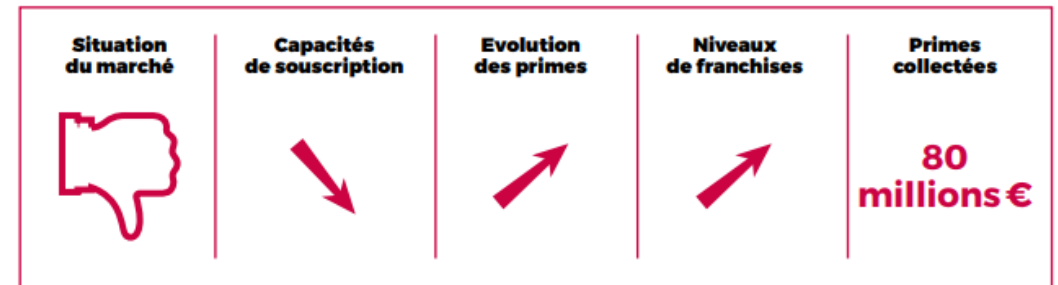 Situation
du marché
Capacités
de souscription
Evolution
des primes
Niveaux
de franchises
Primes
collectées
80
millions €